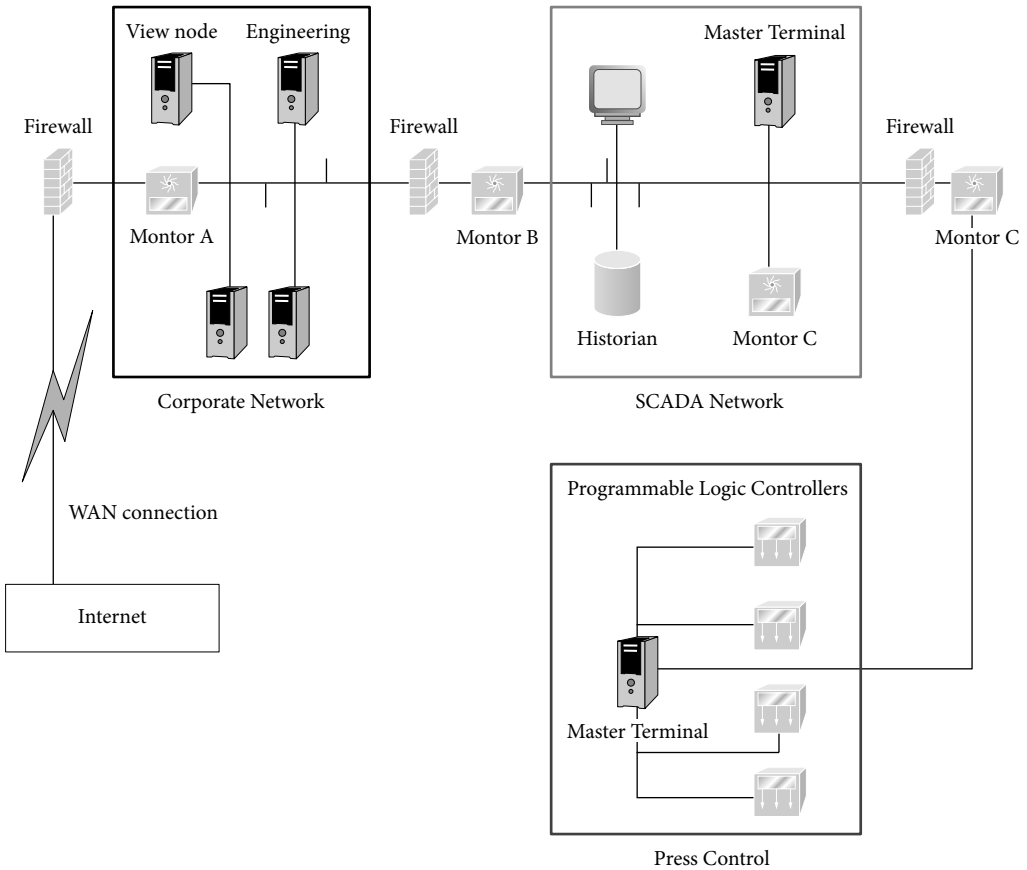 View node
Engineering
Master Terminal
Firewall
Firewall
Firewall
Montor A
Montor B
Montor C
Historian
Montor C
Corporate Network
SCADA Network
Programmable Logic Controllers
WAN connection
Internet
Master Terminal
Press Control